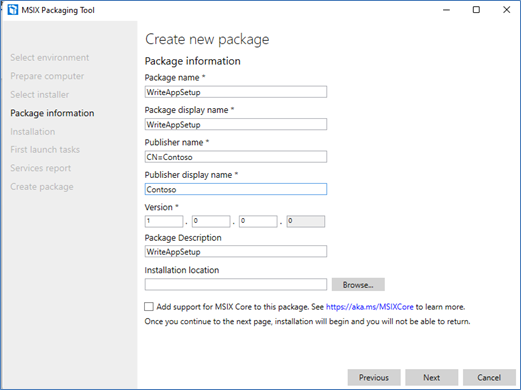 MSIX Packaging Tool
Create new package
Select environment
Prepare computer
Select installer
Package information
Installation
First launch tasks
Services report
Create package
Package information
Package name *
WriteAppSetup
Package display name *
WriteAppSetup
Publisher name *
CN=Contoso
Publisher display name *
Contoso
Version *
1 . 0 . 0 . 0
Package Description
WriteAppSetup
Installation location
Browse...
Add support for MSIX Core to this package. See https://aka.ms/MSIXCore to learn more.
Once you continue to the next page, installation will begin and you will not be able to return.
Previous Next Cancel